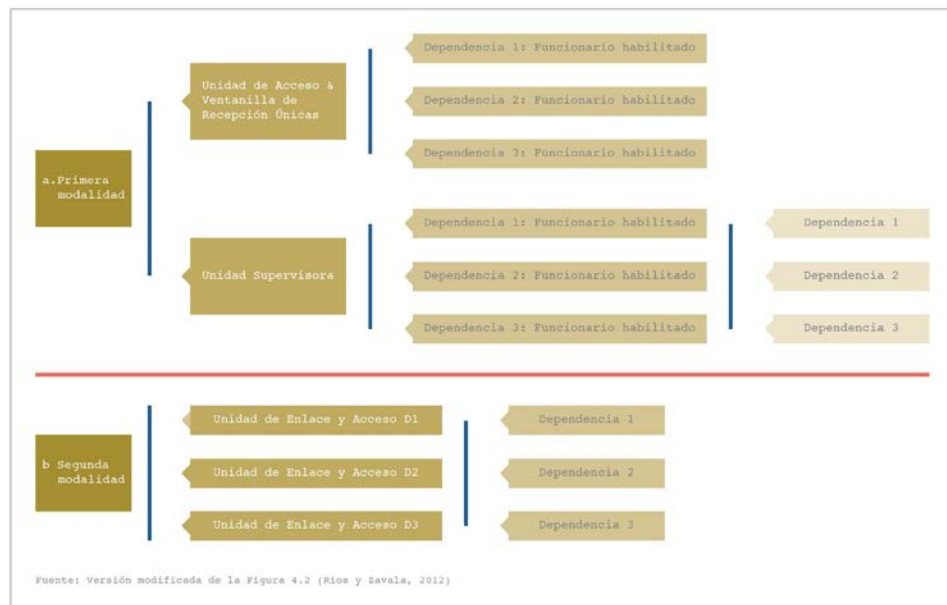 a.Primera
modalidad
Unidad de Acceso &
Ventanilla de
Recepción Únicas
Dependencia 1: Funcionario habilitado
Dependencia 2: Funcionario habilitado
Dependencia 3: Funcionario habilitado
Unidad Supervisora
Dependencia 1: Funcionario habilitado
Dependencia 2: Funcionario habilitado
Dependencia 3: Funcionario habilitado
Dependencia 1
Dependencia 2
Dependencia 3
b Segunda
modalidad
Unidad de Enlace y Acceso D1
Unidad de Enlace y Acceso D2
Unidad de Enlace y Acceso D3
Dependencia 1
Dependencia 2
Dependencia 3
Fuente: Versión modificada de la Figura 4.2 (Ríos y Zavala, 2012)